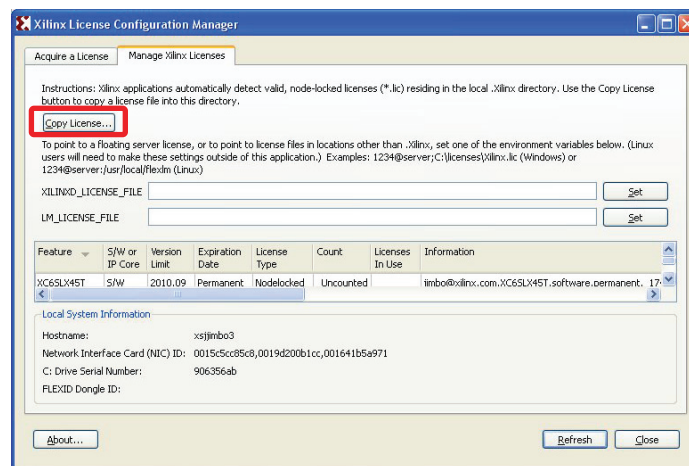 Xilinx License Configuration Manager
Acquire a License Manage Xilinx Licenses
Instructions: Xilinx applications automatically detect valid, node-locked licenses (*.lic) residing in the local .Xilinx directory. Use the Copy License
button to copy a license file into this directory.
Copy License...
To point to a floating server license, or to point to license files in locations other than .Xilinx, set one of the environment variables below. (Linux
users will need to make these settings outside of this application.) Examples: 1234@server;C:\licenses\Xilinx.lic (Windows) or
1234@server:/usr/local/flexlm (Linux)
XILINXD_LICENSE_FILE Set
LM_LICENSE_FILE Set
Feature S/W or Version Expiration License Count Licenses Information
IP Core Limit Date Type In Use
XC6SLX45T S/W 2010.09 Permanent Nodelocked Uncounted jimbo@xilinx.com.XC6SLX45T.software.permanent. 17
Local System Information
Hostname: xsjjimbo3
Network Interface Card (NIC) ID: 0015c5cc85c8,0019d200b1cc,001641b5a971
C: Drive Serial Number: 906356ab
FLEXID Dongle ID:
About... Refresh Close